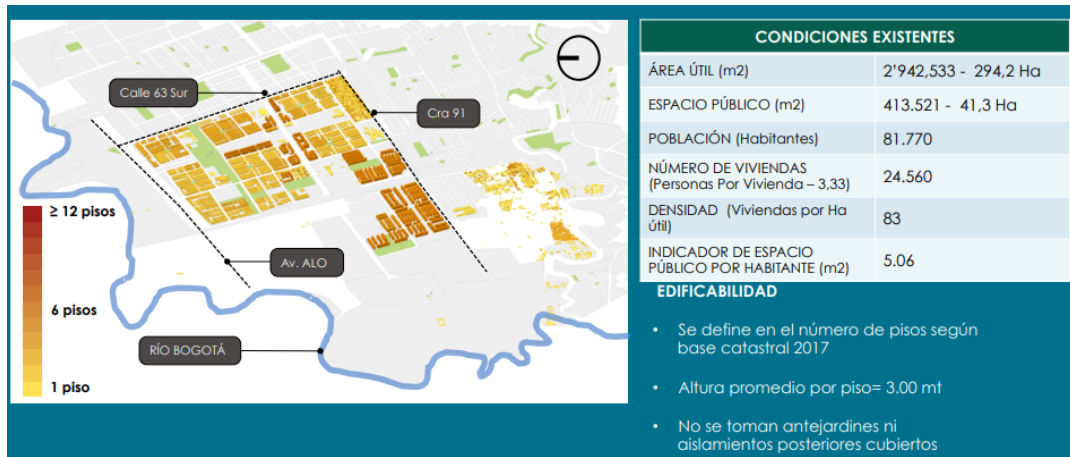 Calle 63 Sur
Cra 91
≥ 12 pisos
Av. ALO
6 pisos
RÍO BOGOTÁ
1 piso
CONDICIONES EXISTENTES
ÁREA ÚTIL (m2) 2'942,533 - 294,2 Ha
ESPACIO PÚBLICO (m2) 413.521 - 41,3 Ha
POBLACIÓN (Habitantes) 81.770
NÚMERO DE VIVIENDAS
(Personas Por Vivienda – 3,33) 24.560
DENSIDAD (Viviendas por Ha
útil) 83
INDICADOR DE ESPACIO
PÚBLICO POR HABITANTE (m2) 5.06
EDIFICABILIDAD
• Se define en el número de pisos según
base catastral 2017
• Altura promedio por piso= 3.00 mt
• No se toman antejardines ni
aislamientos posteriores cubiertos